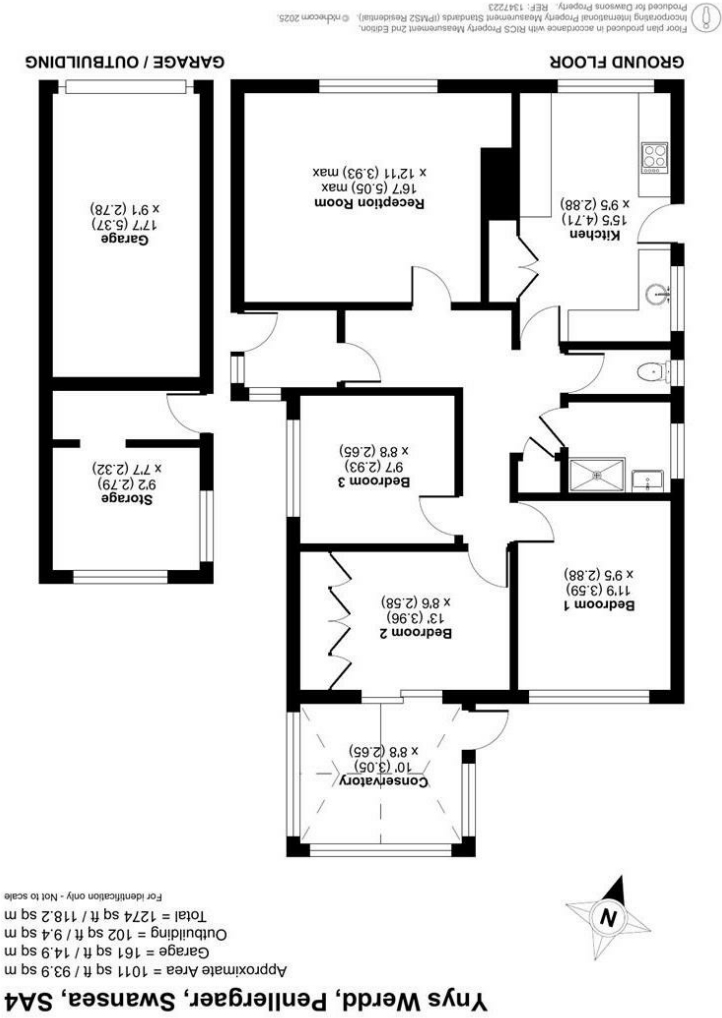 Ynys Werdd, Penllergaer, Swansea, SA4
Approximate Area = 1011 sq ft / 93.9 sq m
Garage = 161 sq ft / 14.9 sq m
Outbuilding = 102 sq ft / 9.4 sq m
Total = 1274 sq ft / 118.2 sq m
For identification only - Not to scale
N
Conservatory
10' (3.05)
x 8'8 (2.65)
Bedroom 1
11'9 (3.59)
x 9'5 (2.88)
Bedroom 2
13' (3.96)
x 8'6 (2.58)
Bedroom 3
9'7 (2.93)
x 8'8 (2.65)
Storage
9'2 (2.79)
x 7'7 (2.32)
Kitchen
15'5 (4.71)
x 9'5 (2.88)
Reception Room
16'7 (5.05) max
x 12'11 (3.93) max
Garage
17'7 (5.37)
x 9'1 (2.78)
GROUND FLOOR
GARAGE / OUTBUILDING
Floor plan produced in accordance with RICS Property Measurement 2nd Edition,
Incorporating International Property Measurement Standards (IPMS2 Residential). © nichecom 2025.
Produced for Dawsons Property. REF: 1347223